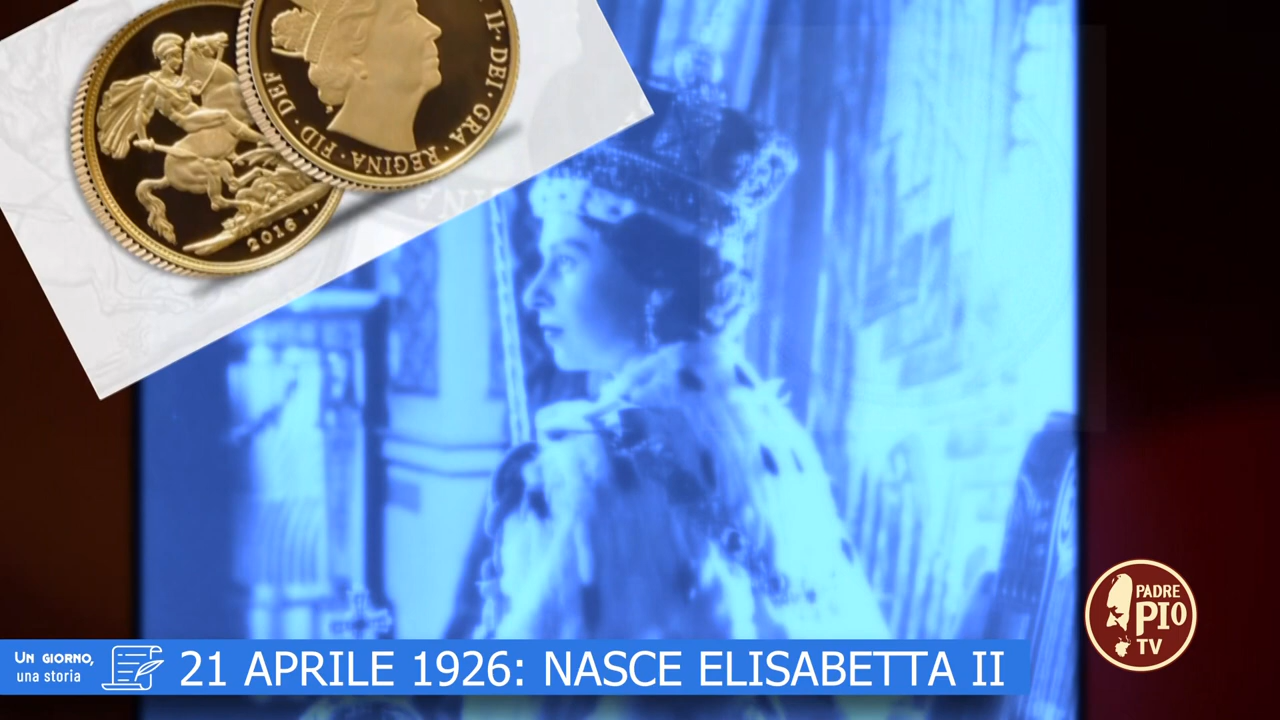 II · DEI · GRA · REGINA · FID · DEF
2016
UN GIORNO,
una storia
21 APRILE 1926: NASCE ELISABETTA II
PADRE
PIO
TV